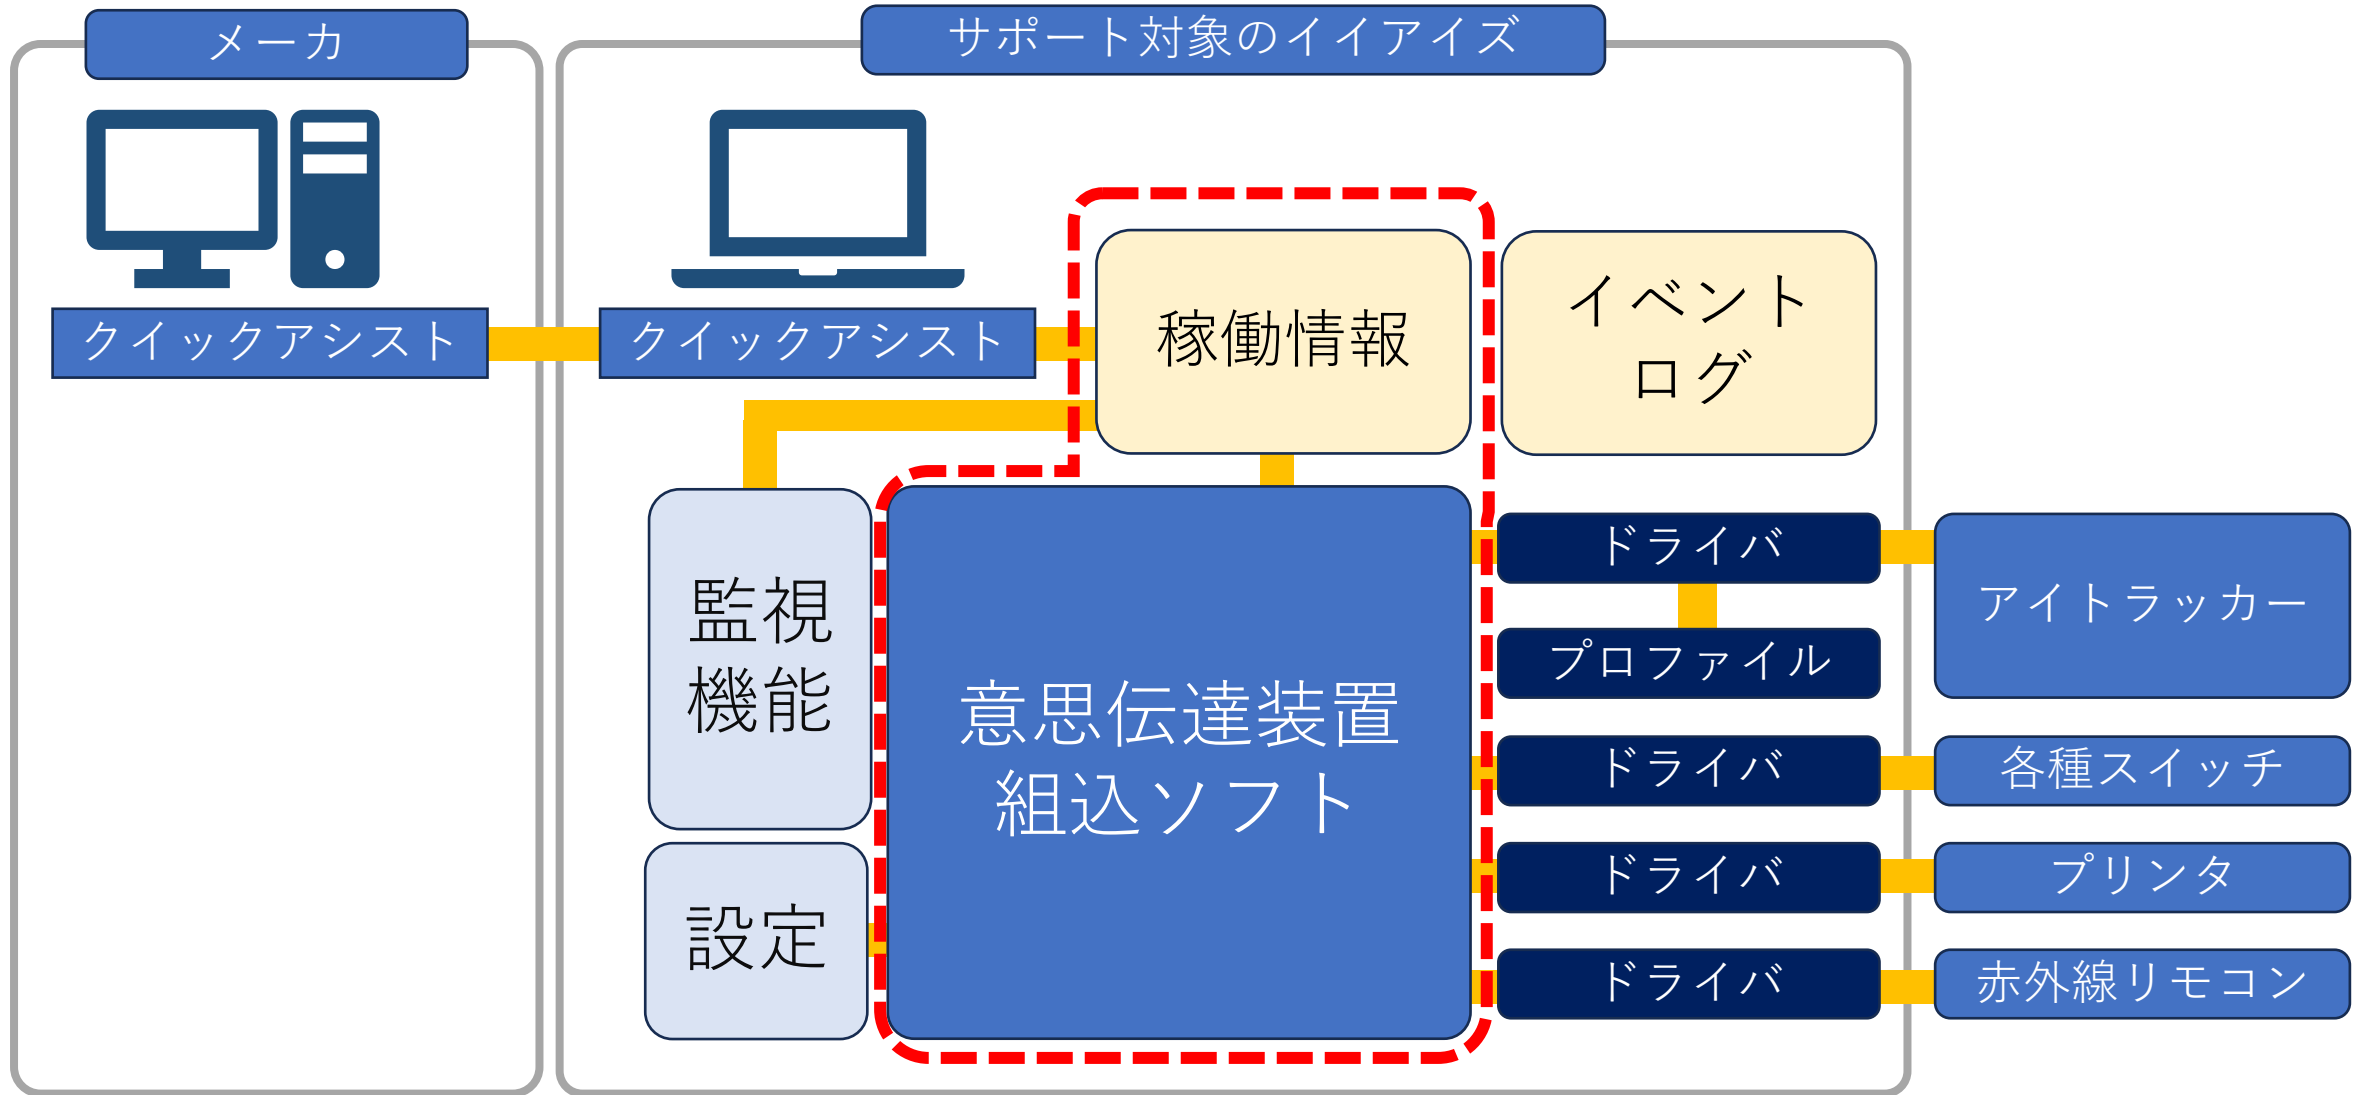 メーカ
サポート対象のイイアイズ
クイックアシスト
クイックアシスト
稼働情報
イベント
ログ
監視
機能
設定
意思伝達装置
組込ソフト
ドライバ
プロファイル
ドライバ
ドライバ
ドライバ
アイトラッカー
各種スイッチ
プリンタ
赤外線リモコン